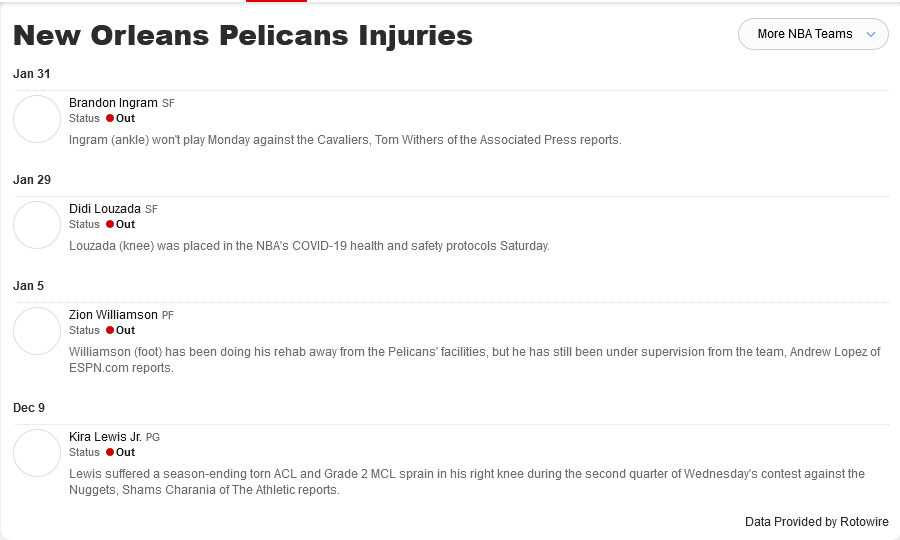 New Orleans Pelicans Injuries
More NBA Teams
Jan 31
Brandon Ingram SF
Status Out
Ingram (ankle) won't play Monday against the Cavaliers, Tom Withers of the Associated Press reports.
Jan 29
Didi Louzada SF
Status Out
Louzada (knee) was placed in the NBA's COVID-19 health and safety protocols Saturday.
Jan 5
Zion Williamson PF
Status Out
Williamson (foot) has been doing his rehab away from the Pelicans' facilities, but he has still been under supervision from the team, Andrew Lopez of
ESPN.com reports.
Dec 9
Kira Lewis Jr. PG
Status Out
Lewis suffered a season-ending torn ACL and Grade 2 MCL sprain in his right knee during the second quarter of Wednesday's contest against the
Nuggets, Shams Charania of The Athletic reports.
Data Provided by Rotowire